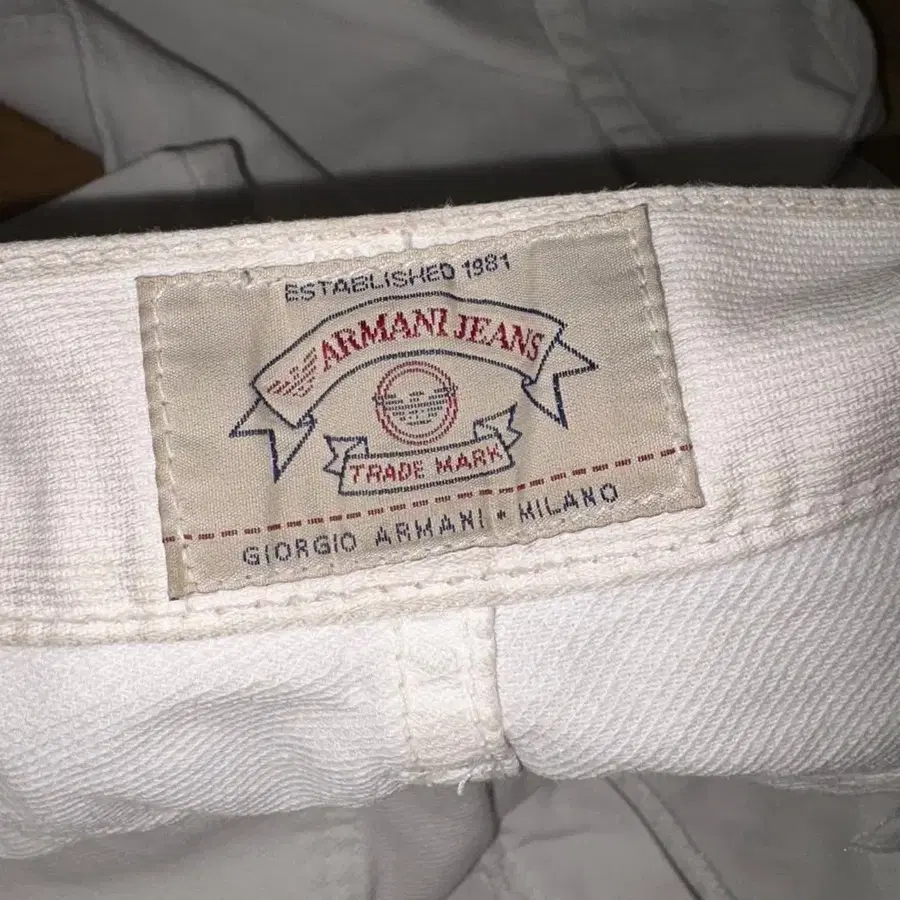 ESTABLISHED 1981
ARMANI JEANS
TRADE MARK
GIORGIO ARMANI * MILANO